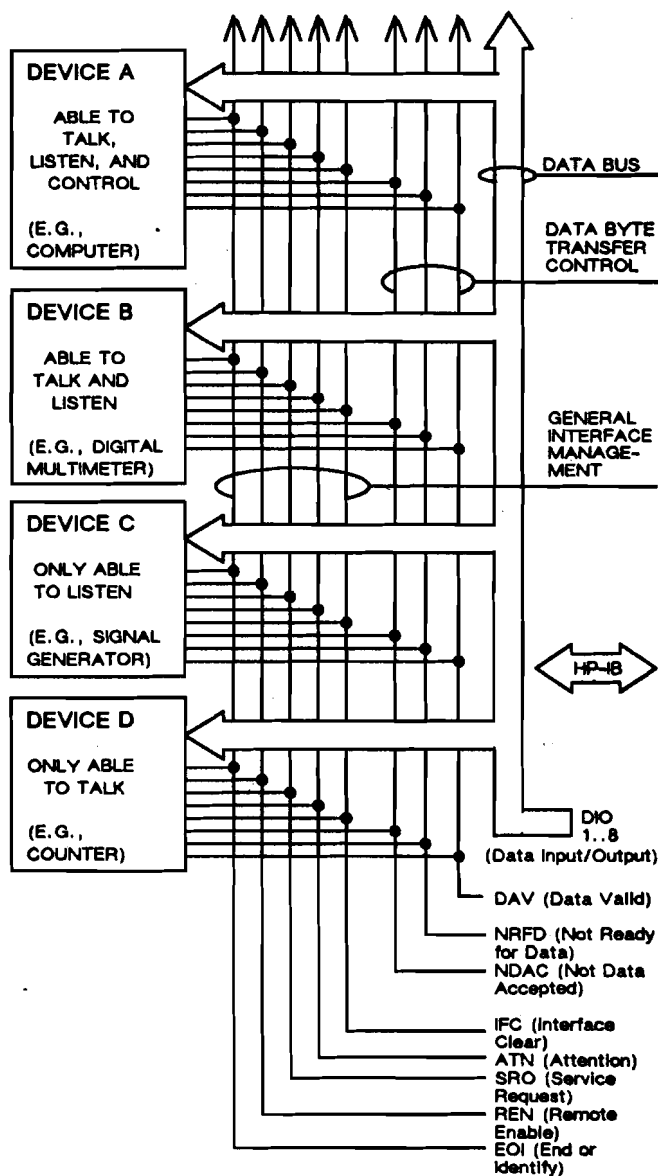 DEVICE A
ABLE TO
TALK,
LISTEN, AND
CONTROL
(E.G.,
COMPUTER)
DATA BUS
DATA BYTE
TRANSFER
CONTROL
DEVICE B
ABLE TO
TALK AND
LISTEN
(E.G., DIGITAL
MULTIMETER)
GENERAL
INTERFACE
MANAGE-
MENT
DEVICE C
ONLY ABLE
TO LISTEN
(E.G., SIGNAL
GENERATOR)
HP-IB
DEVICE D
ONLY ABLE
TO TALK
(E.G.,
COUNTER)
DIO
1..8
(Data Input/Output)
DAV (Data Valid)
NRFD (Not Ready
for Data)
NDAC (Not Data
Accepted)
IFC (Interface
Clear)
ATN (Attention)
SRO (Service
Request)
REN (Remote
Enable)
EOI (End or
Identify)